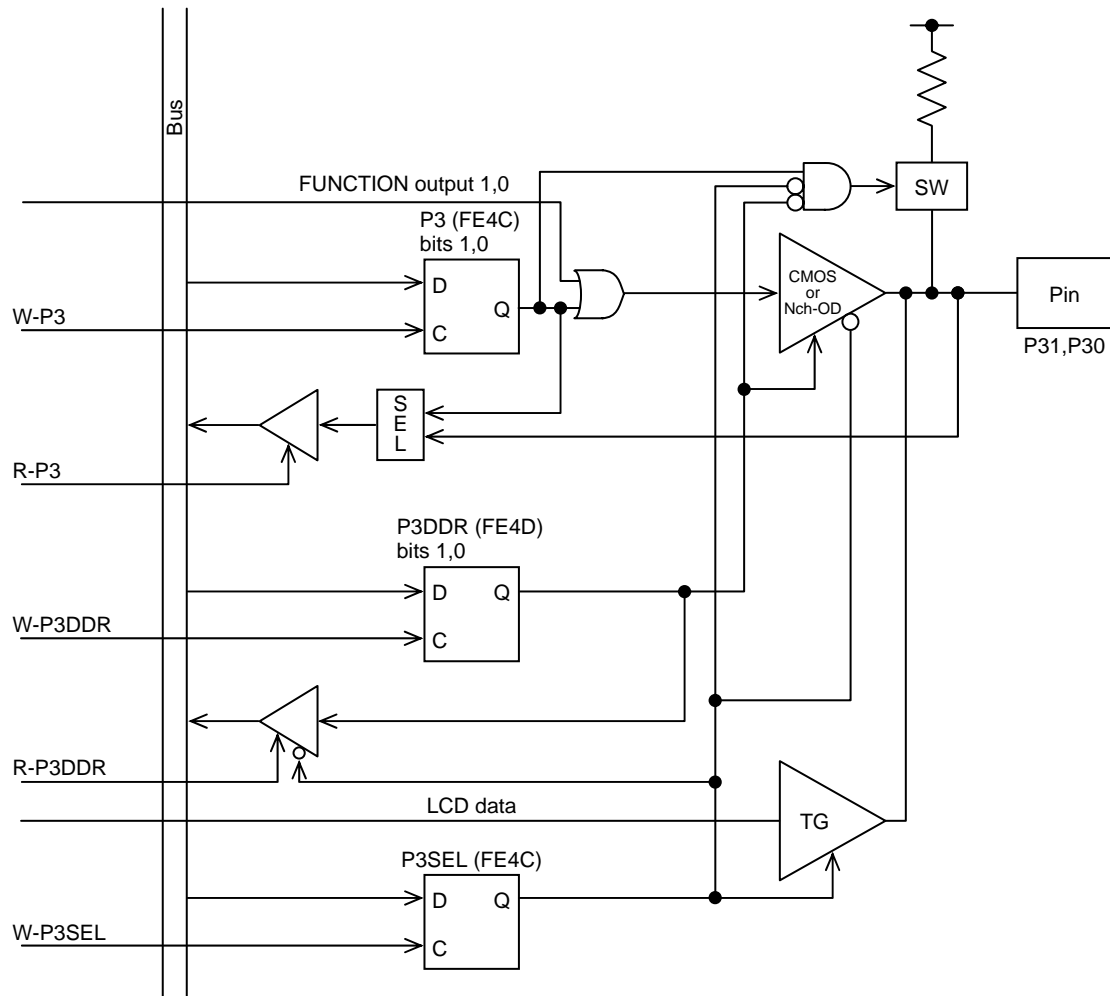 Bus
FUNCTION output 1,0
SW
P3 (FE4C)
bits 1,0
D
Q
C
CMOS
or
Nch-OD
Pin
P31,P30
W-P3
S
E
L
R-P3
P3DDR (FE4D)
bits 1,0
D
Q
C
W-P3DDR
R-P3DDR
LCD data
TG
P3SEL (FE4C)
D
Q
C
W-P3SEL